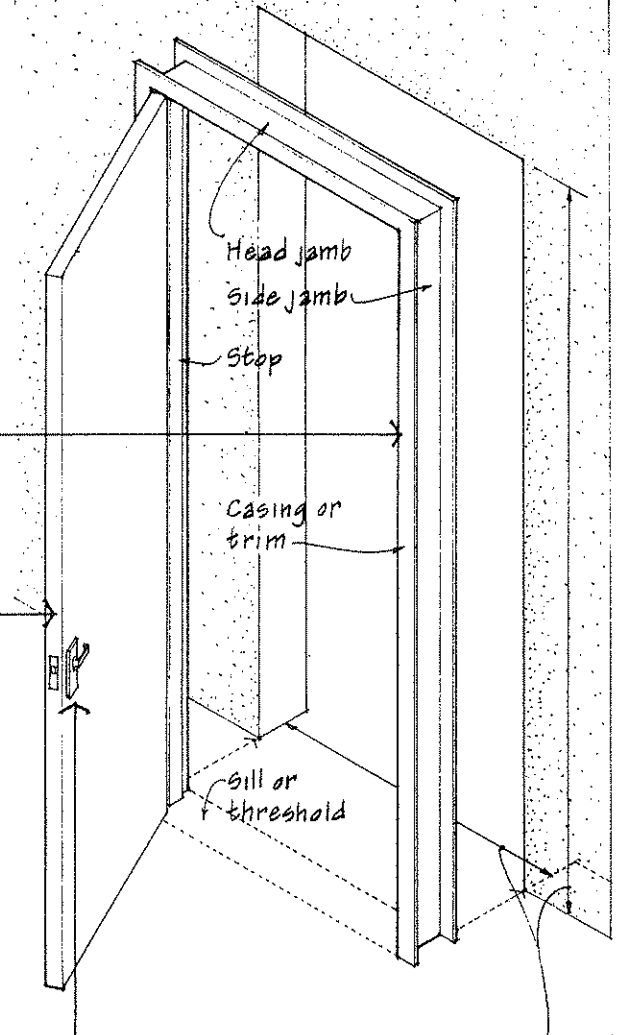 Head jamb
Side jamb
Stop
Casing or
trim
Sill or
threshold